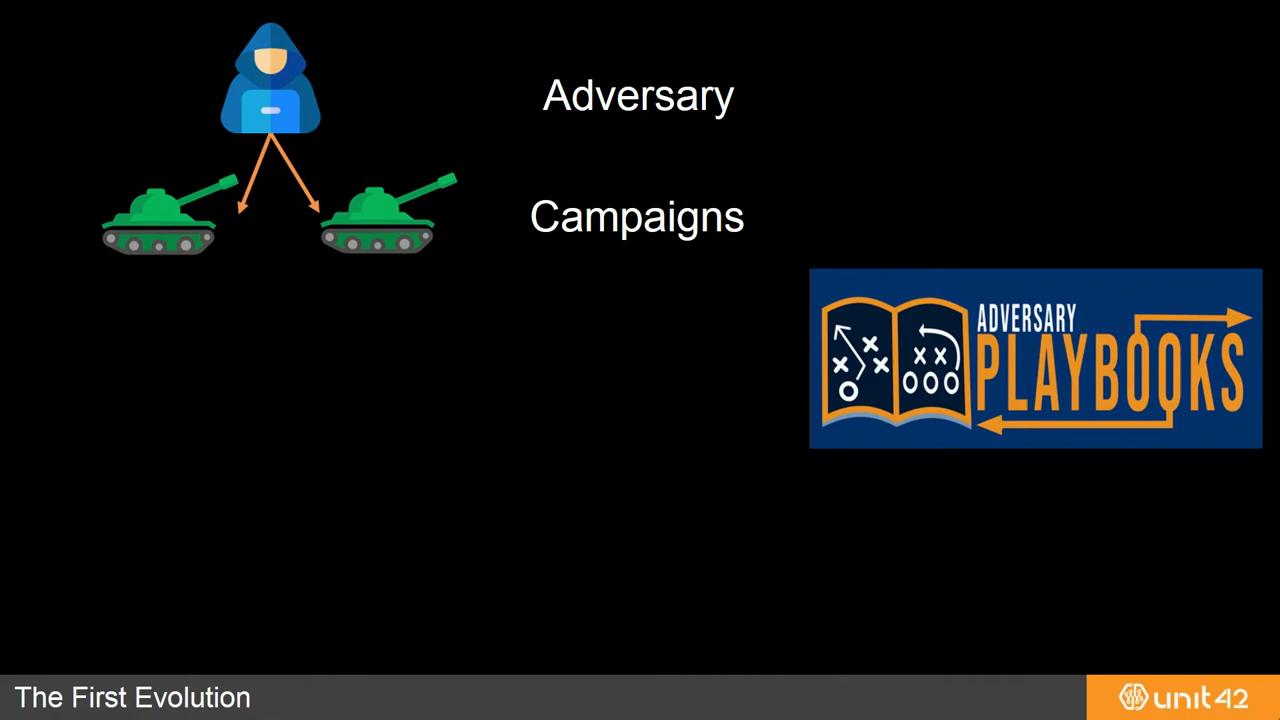 Adversary
Campaigns
ADVERSARY
PLAYBOOKS
The First Evolution
unit42